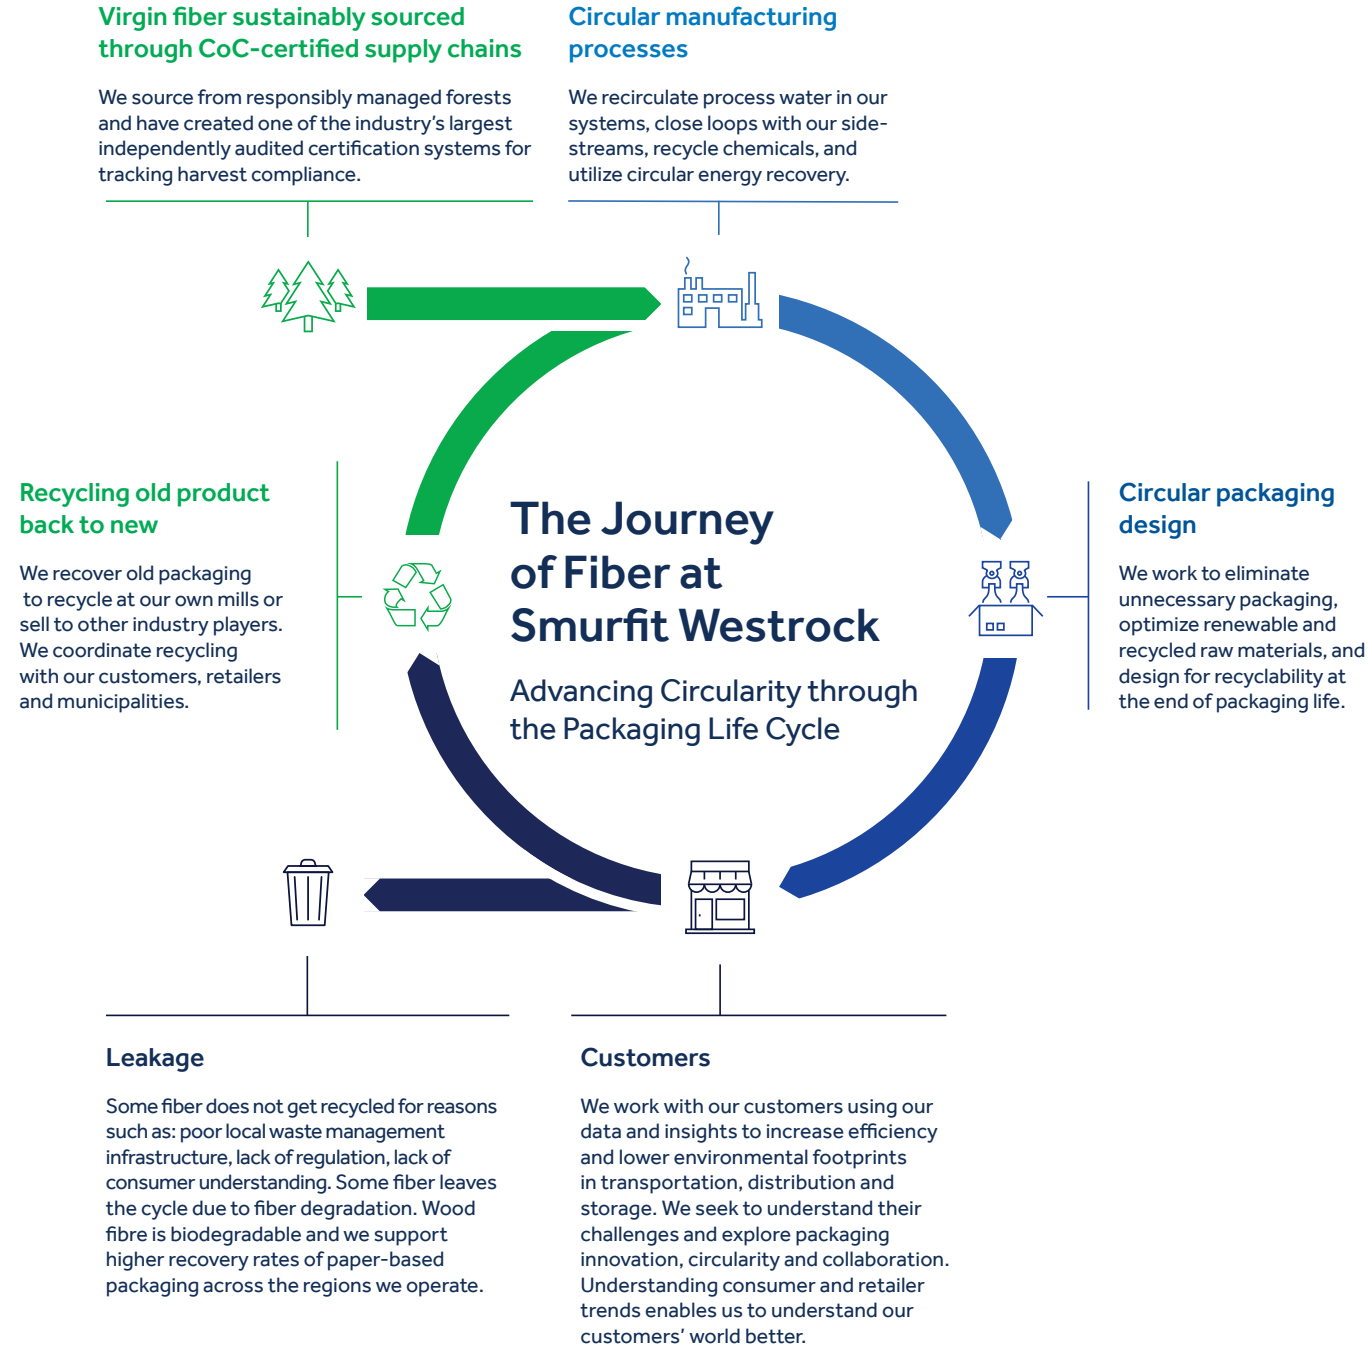 Virgin fiber sustainably sourced
through CoC-certified supply chains
We source from responsibly managed forests
and have created one of the industry's largest
independently audited certification systems for
tracking harvest compliance.
Circular manufacturing
processes
We recirculate process water in our
systems, close loops with our side-
streams, recycle chemicals, and
utilize circular energy recovery.
Recycling old product
back to new
We recover old packaging
to recycle at our own mills or
sell to other industry players.
We coordinate recycling
with our customers, retailers
and municipalities.
The Journey
of Fiber at
Smurfit Westrock
Advancing Circularity through
the Packaging Life Cycle
Circular packaging
design
We work to eliminate
unnecessary packaging,
optimize renewable and
recycled raw materials, and
design for recyclability at
the end of packaging life.
Leakage
Some fiber does not get recycled for reasons
such as: poor local waste management
infrastructure, lack of regulation, lack of
consumer understanding. Some fiber leaves
the cycle due to fiber degradation. Wood
fibre is biodegradable and we support
higher recovery rates of paper-based
packaging across the regions we operate.
Customers
We work with our customers using our
data and insights to increase efficiency
and lower environmental footprints
in transportation, distribution and
storage. We seek to understand their
challenges and explore packaging
innovation, circularity and collaboration.
Understanding consumer and retailer
trends enables us to understand our
customers' world better.